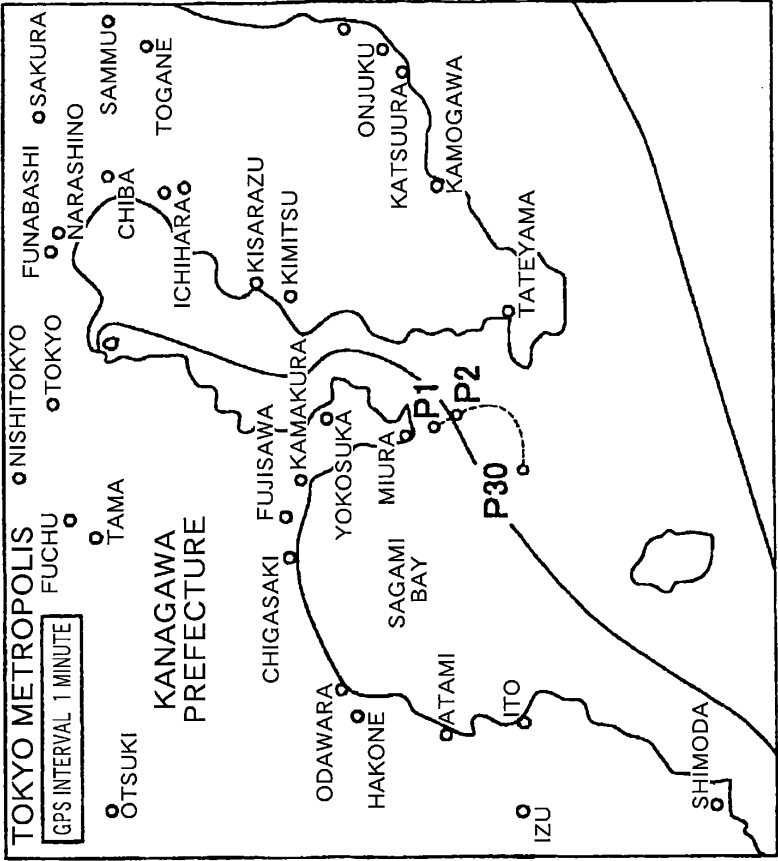 TOKYO METROPOLIS
GPS INTERVAL 1 MINUTE
OTSUKI
FUCHU
TAMA
NISHITOKYO
TOKYO
FUNABASHI
NARASHINO
SAKURA
SAMMU
TOGANE
CHIBA
ICHIHARA
KISARAZU
KIMITSU
KANAGAWA
PREFECTURE
CHIGASAKI
FUJISAWA
KAMAKURA
YOKOSUKA
MIURA
ODAWARA
HAKONE
ATAMI
ITO
IZU
SHIMODA
SAGAMI
BAY
P1
P2
P30
ONJUKU
KATSUURA
KAMOGAWA
TATEYAMA